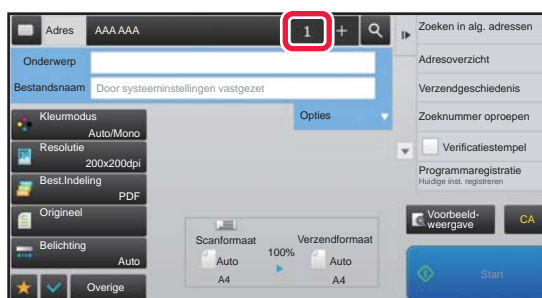 Adres AAA AAA 1 +
Onderwerp
Bestandsnaam Door systeeminstellingen vastgezet
Opties
Kleurmodus
Auto/Mono
Resolutie
200x200dpi
Best.Indeling
PDF
Origineel
Belichting
Auto
Overige
Scanformaat
Auto
A4
100%
Verzendformaat
Auto
A4
Zoeken in alg. adressen
Adresoverzicht
Verzendgeschiedenis
Zoeknummer oproepen
Verificatiestempel
Programmaregistratie
Huidige inst. registreren
Voorbeeld-
weergave
CA
Start